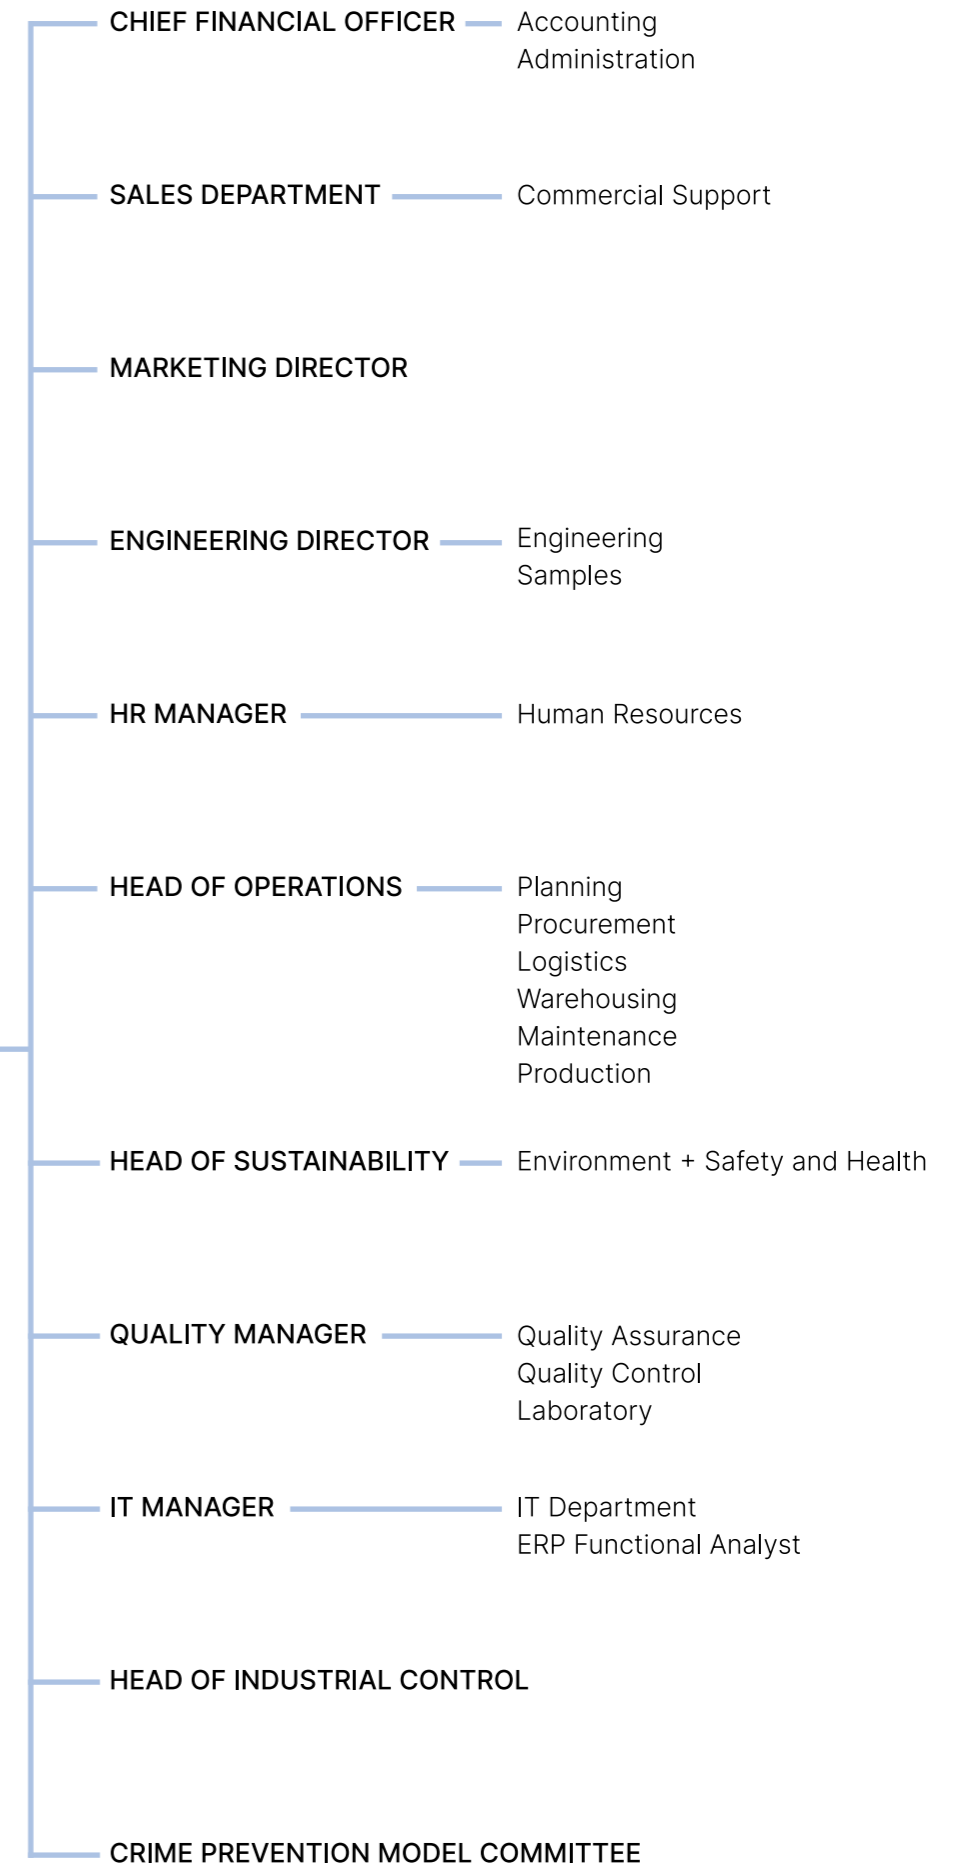 CHIEF FINANCIAL OFFICER
Accounting
Administration
SALES DEPARTMENT
Commercial Support
MARKETING DIRECTOR
ENGINEERING DIRECTOR
Engineering
Samples
HR MANAGER
Human Resources
HEAD OF OPERATIONS
Planning
Procurement
Logistics
Warehousing
Maintenance
Production
HEAD OF SUSTAINABILITY
Environment + Safety and Health
QUALITY MANAGER
Quality Assurance
Quality Control
Laboratory
IT MANAGER
IT Department
ERP Functional Analyst
HEAD OF INDUSTRIAL CONTROL
CRIME PREVENTION MODEL COMMITTEE